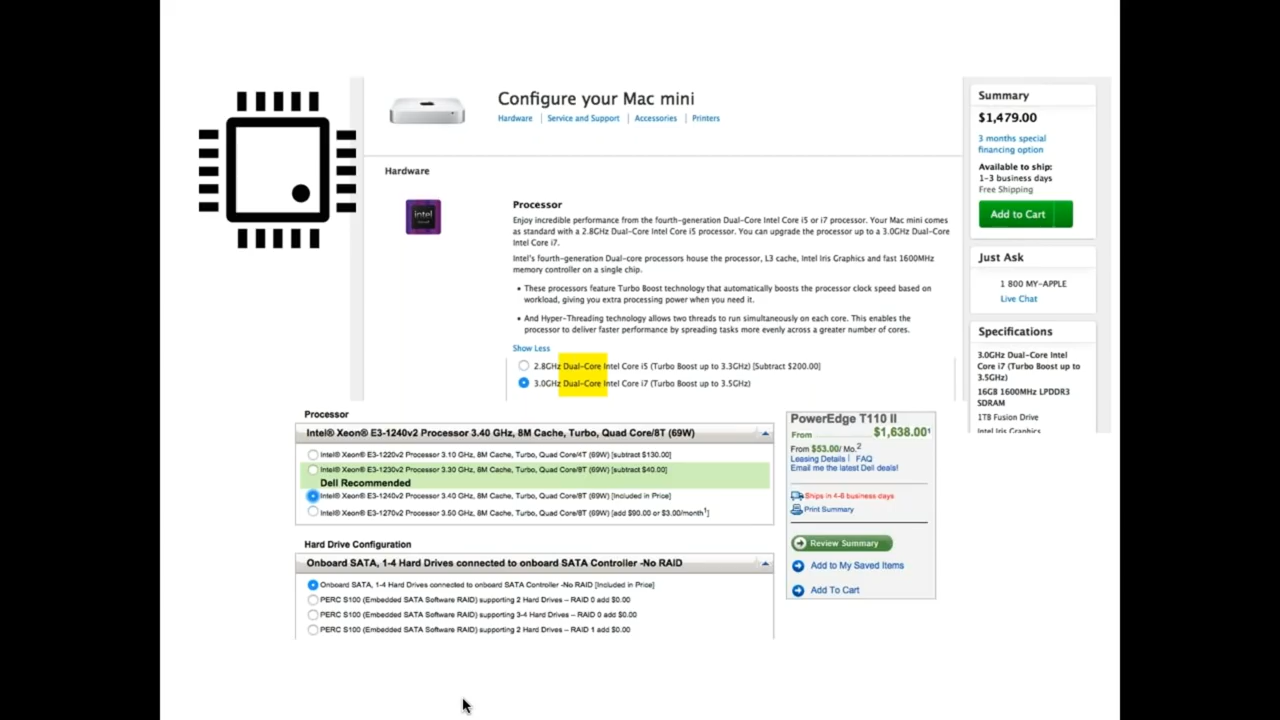 Configure your Mac mini
Hardware
Service and Support
Accessories
Printers
Hardware
intel
Processor
Enjoy incredible performance from the fourth-generation Dual-Core Intel Core i5 or i7 processor. Your Mac mini comes
as standard with a 2.8GHz Dual-Core Intel Core i5 processor. You can upgrade the processor up to a 3.0GHz Dual-Core
Intel Core i7.
Intel's fourth-generation Dual-core processors house the processor, L3 cache, Intel Iris Graphics and fast 1600MHz
memory controller on a single chip.
• These processors feature Turbo Boost technology that automatically boosts the processor clock speed based on
workload, giving you extra processing power when you need it.
• And Hyper-Threading technology allows two threads to run simultaneously on each core. This enables the
processor to deliver faster performance by spreading tasks more evenly across a greater number of cores.
Show Less
2.8GHz Dual-Core Intel Core i5 (Turbo Boost up to 3.3GHz) [Subtract $200.00]
3.0GHz Dual-Core Intel Core i7 (Turbo Boost up to 3.5GHz)
Summary
$1,479.00
3 months special
financing option
Available to ship:
1-3 business days
Free Shipping
Add to Cart
Just Ask
1 800 MY-APPLE
Live Chat
Specifications
3.0GHz Dual-Core Intel
Core i7 (Turbo Boost up to
3.5GHz)
16GB 1600MHz LPDDR3
SDRAM
1TB Fusion Drive
Intel Iris Graphics
Processor
Intel® Xeon® E3-1240v2 Processor 3.40 GHz, 8M Cache, Turbo, Quad Core/8T (69W)
Intel® Xeon® E3-1220v2 Processor 3.10 GHz, 8M Cache, Turbo, Quad Core/4T (69W) [subtract $130.00]
Intel® Xeon® E3-1230v2 Processor 3.30 GHz, 8M Cache, Turbo, Quad Core/8T (69W) [subtract $40.00]
Dell Recommended
Intel® Xeon® E3-1240v2 Processor 3.40 GHz, 8M Cache, Turbo, Quad Core/8T (69W) [Included in Price]
Intel® Xeon® E3-1270v2 Processor 3.50 GHz, 8M Cache, Turbo, Quad Core/8T (69W) [add $90.00 or $3.00/month1]
Hard Drive Configuration
Onboard SATA, 1-4 Hard Drives connected to onboard SATA Controller -No RAID
Onboard SATA, 1-4 Hard Drives connected to onboard SATA Controller -No RAID [Included in Price]
PERC S100 (Embedded SATA Software RAID) supporting 2 Hard Drives – RAID 0 add $0.00
PERC S100 (Embedded SATA Software RAID) supporting 3-4 Hard Drives – RAID 0 add $0.00
PERC S100 (Embedded SATA Software RAID) supporting 2 Hard Drives – RAID 1 add $0.00
PowerEdge T110 II
From $1,638.00¹
From $53.00/ Mo.²
Leasing Details | FAQ
Email me the latest Dell deals!
Ships in 4-6 business days
Print Summary
Review Summary
Add to My Saved Items
Add To Cart